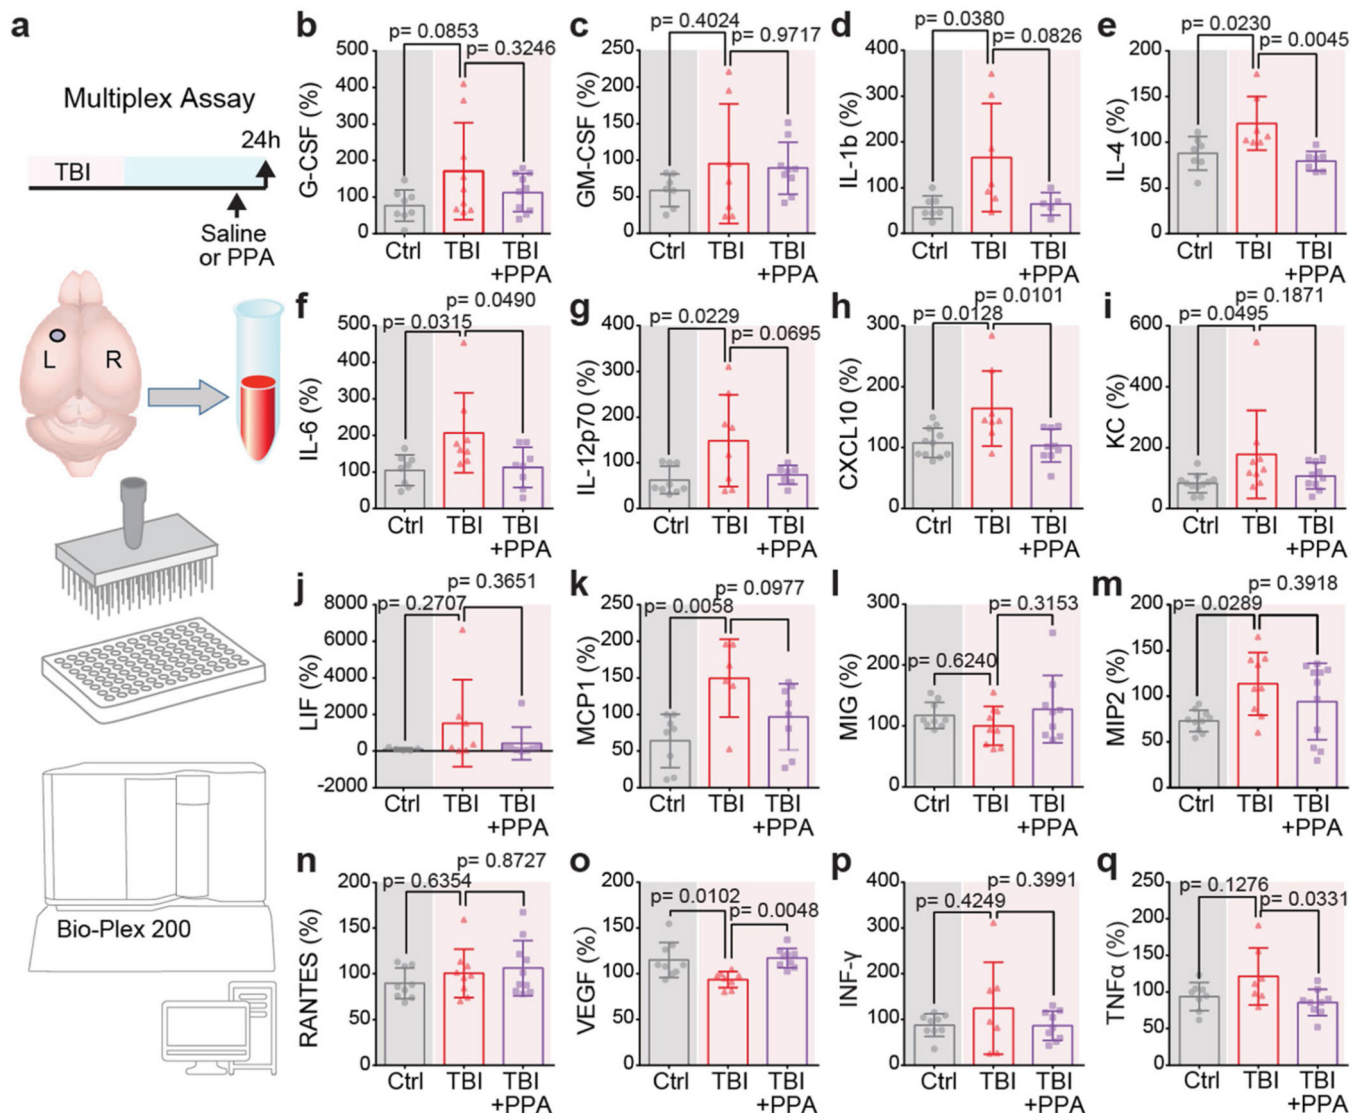 a
Multiplex Assay
24h
TBI
Saline
or PPA
L
R
Bio-Plex 200
b
p= 0.0853
p= 0.3246
G-CSF (%)
500
400
300
200
100
0
Ctrl
TBI
TBI
+PPA
c
p= 0.4024
p= 0.9717
GM-CSF (%)
250
200
150
100
50
0
Ctrl
TBI
TBI
+PPA
d
p= 0.0380
p= 0.0826
IL-1b (%)
400
300
200
100
0
Ctrl
TBI
TBI
+PPA
e
p= 0.0230
p= 0.0045
IL-4 (%)
200
150
100
50
0
Ctrl
TBI
TBI
+PPA
f
p= 0.0490
p= 0.0315
IL-6 (%)
500
400
300
200
100
0
Ctrl
TBI
TBI
+PPA
g
p= 0.0229
p= 0.0695
IL-12p70 (%)
400
300
200
100
0
Ctrl
TBI
TBI
+PPA
h
p= 0.0101
p= 0.0128
CXCL10 (%)
300
200
100
0
Ctrl
TBI
TBI
+PPA
i
p= 0.1871
p= 0.0495
KC (%)
600
400
200
0
Ctrl
TBI
TBI
+PPA
j
p= 0.3651
p= 0.2707
LIF (%)
8000
6000
4000
2000
0
-2000
Ctrl
TBI
TBI
+PPA
k
p= 0.0977
p= 0.0058
MCP1 (%)
250
200
150
100
50
0
Ctrl
TBI
TBI
+PPA
l
p= 0.3153
p= 0.6240
MIG (%)
300
200
100
0
Ctrl
TBI
TBI
+PPA
m
p= 0.3918
p= 0.0289
MIP2 (%)
200
150
100
50
0
Ctrl
TBI
TBI
+PPA
n
p= 0.8727
p= 0.6354
RANTES (%)
200
150
100
50
0
Ctrl
TBI
TBI
+PPA
o
p= 0.0102
p= 0.0048
VEGF (%)
200
150
100
50
0
Ctrl
TBI
TBI
+PPA
p
p= 0.3991
p= 0.4249
INF-γ (%)
400
300
200
100
0
Ctrl
TBI
TBI
+PPA
q
p= 0.1276
p= 0.0331
TNFα (%)
250
200
150
100
50
0
Ctrl
TBI
TBI
+PPA